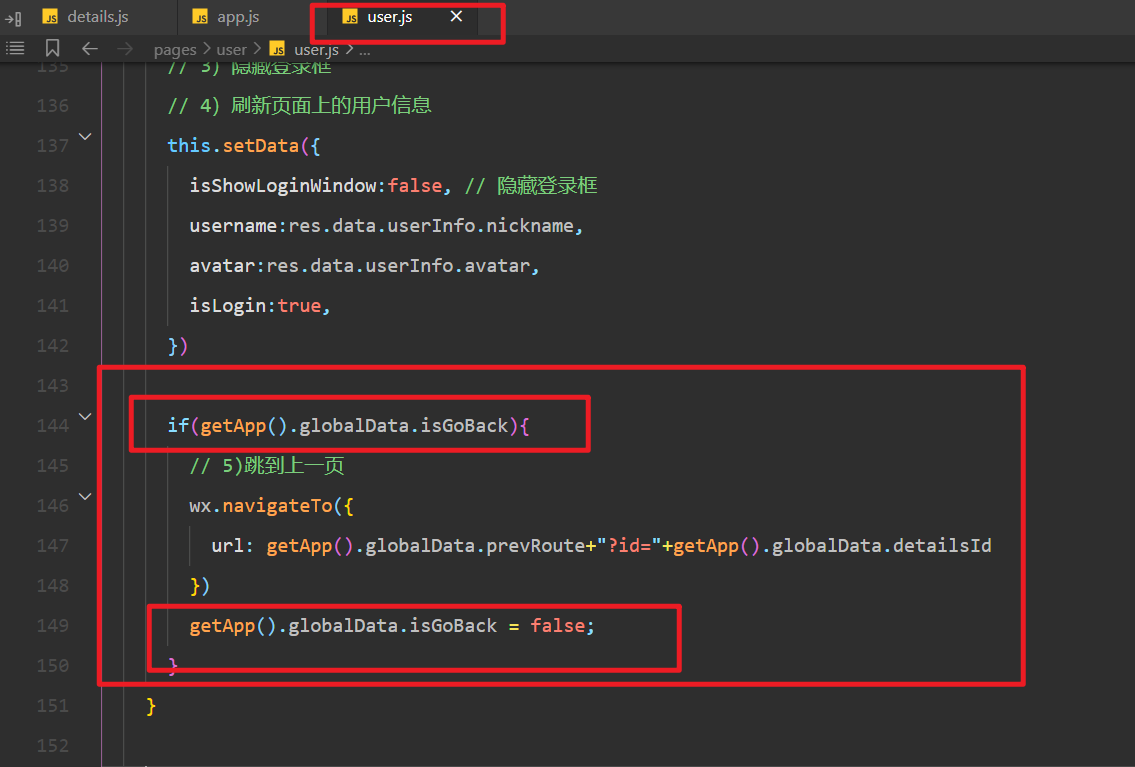 details.js app.js user.js
pages > user > user.js > ...
135 // 3) 隐藏登录框
136 // 4) 刷新页面上的用户信息
137 this.setData({
138 isShowLoginWindow:false, // 隐藏登录框
139 username:res.data.userInfo.nickname,
140 avatar:res.data.userInfo.avatar,
141 isLogin:true,
142 })
143
144 if(getApp().globalData.isGoBack){
145 // 5)跳到上一页
146 wx.navigateTo({
147 url: getApp().globalData.prevRoute+"?id="+getApp().globalData.detailsId
148 })
149 getApp().globalData.isGoBack = false;
150 }
151 }
152